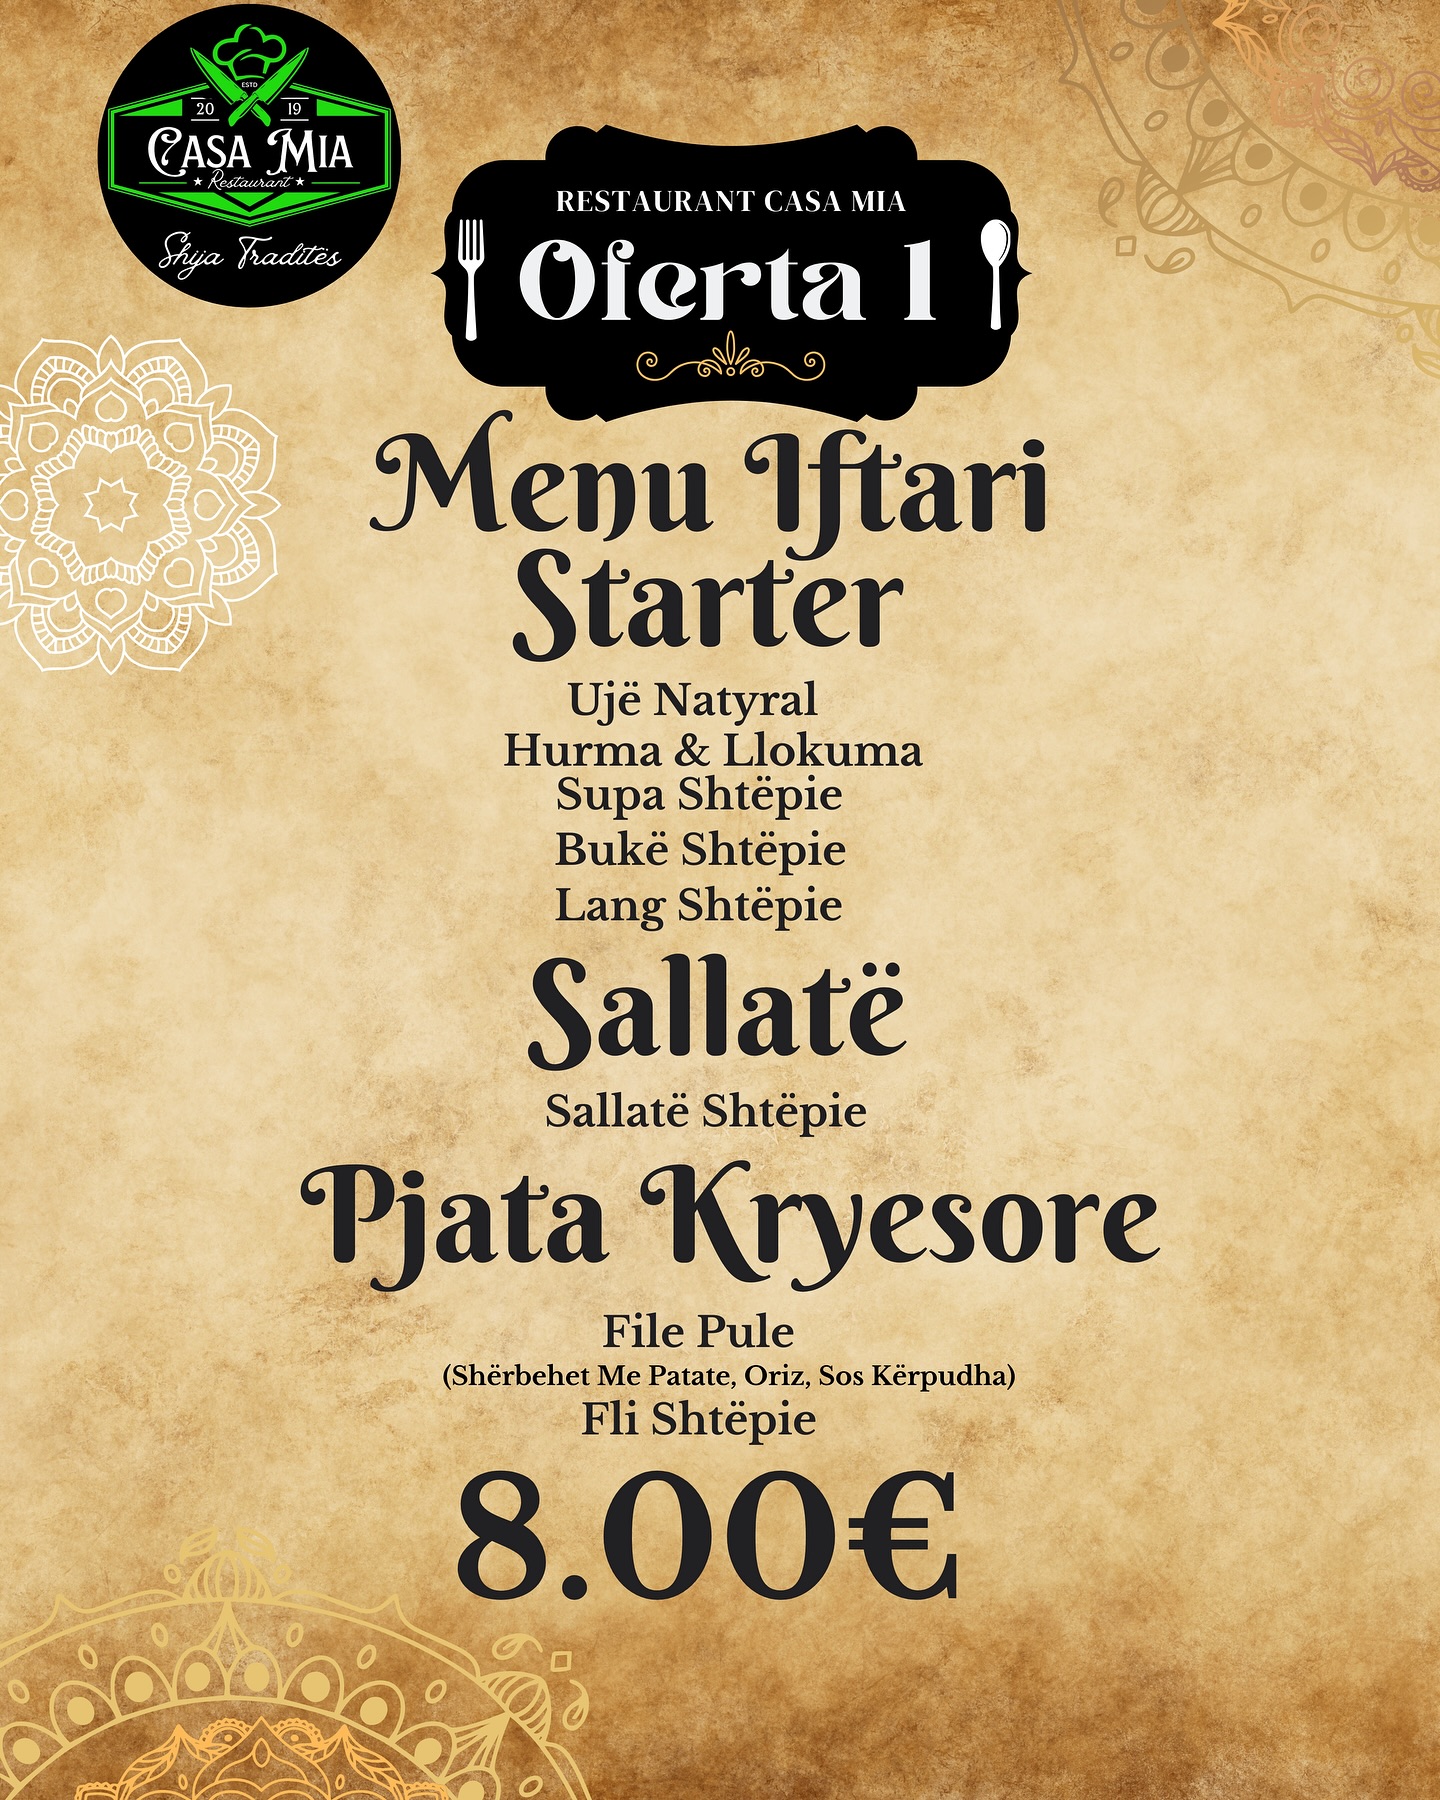 ESTD
20 19
CASA MIA
Restaurant
Shija Traditës
RESTAURANT CASA MIA
Oferta 1
Menu Iftari
Starter
Ujë Natyral
Hurma & Llokuma
Supa Shtëpie
Bukë Shtëpie
Lang Shtëpie
Sallatë
Sallatë Shtëpie
Pjata Kryesore
File Pule
(Shërbehet Me Patate, Oriz, Sos Kërpudha)
Fli Shtëpie
8.00€